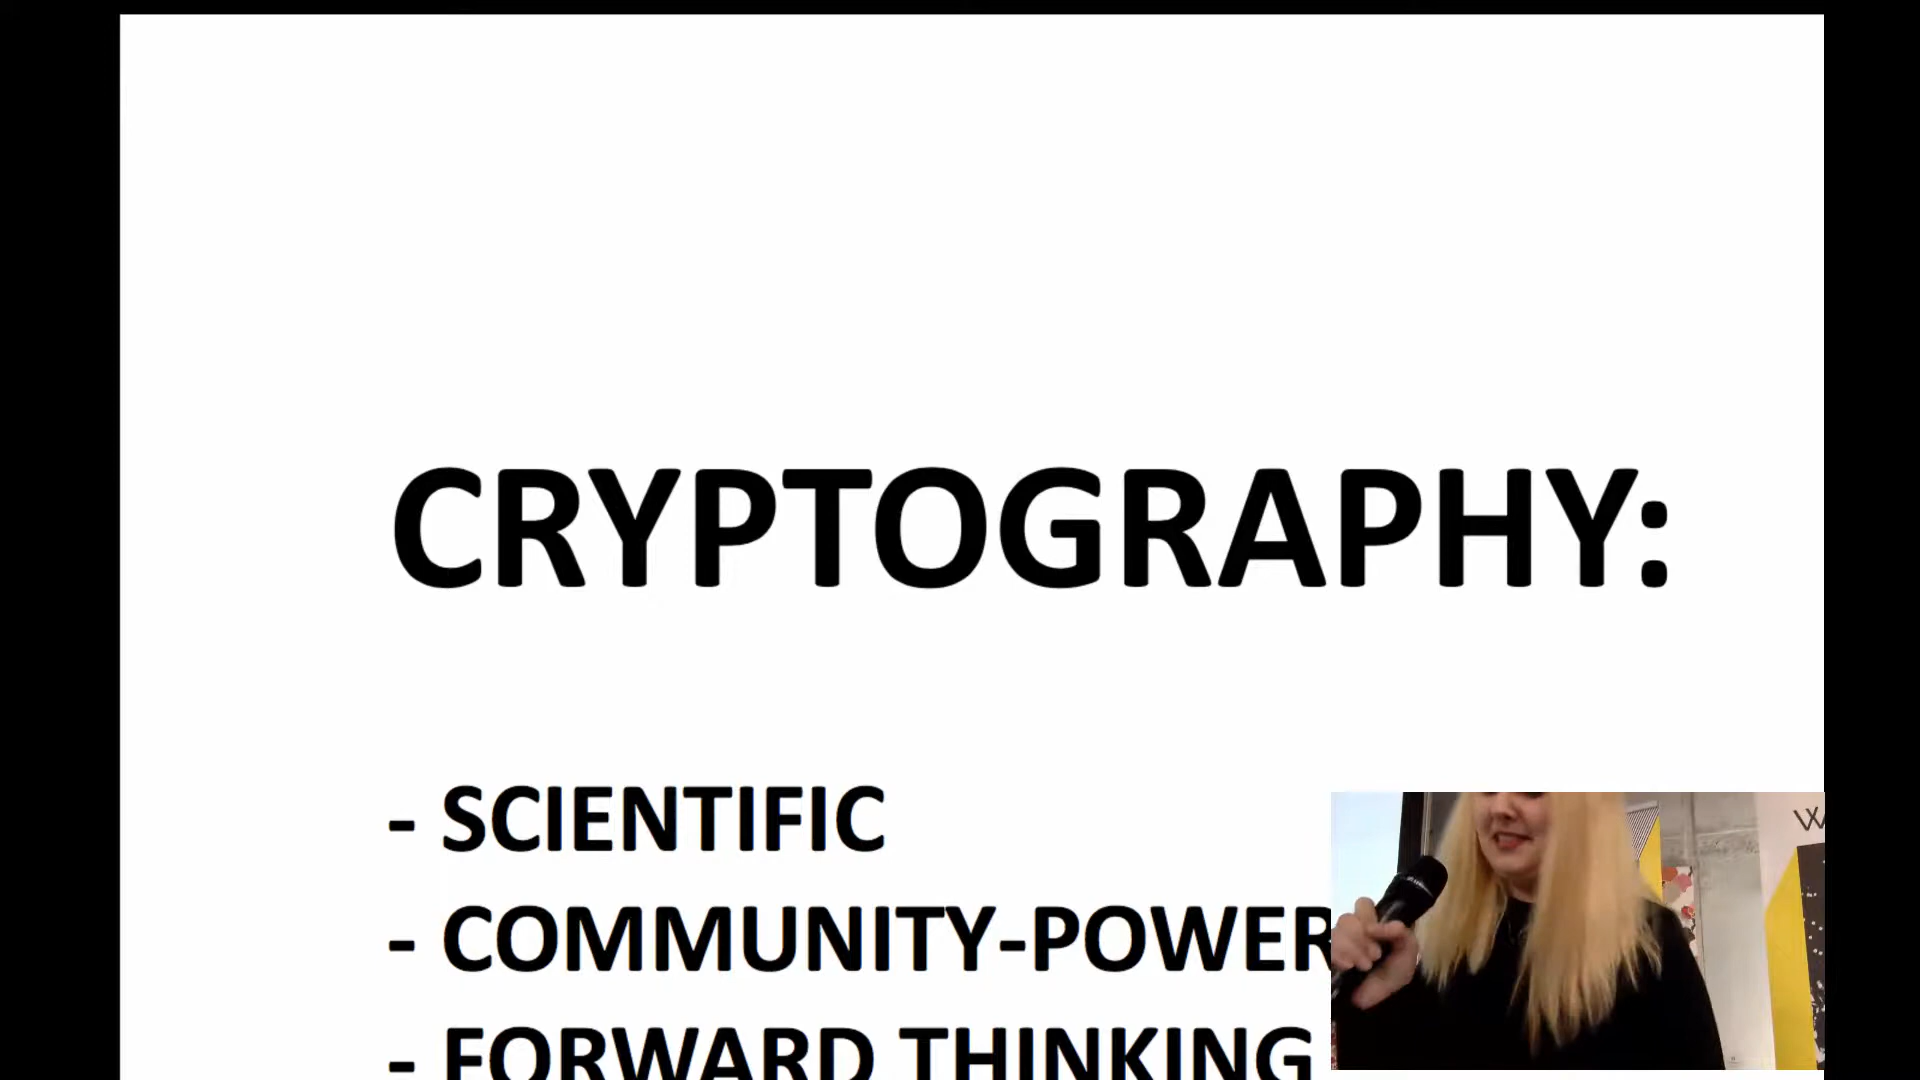 CRYPTOGRAPHY:
- SCIENTIFIC
- COMMUNITY-POWER
- FORWARD THINKING
W